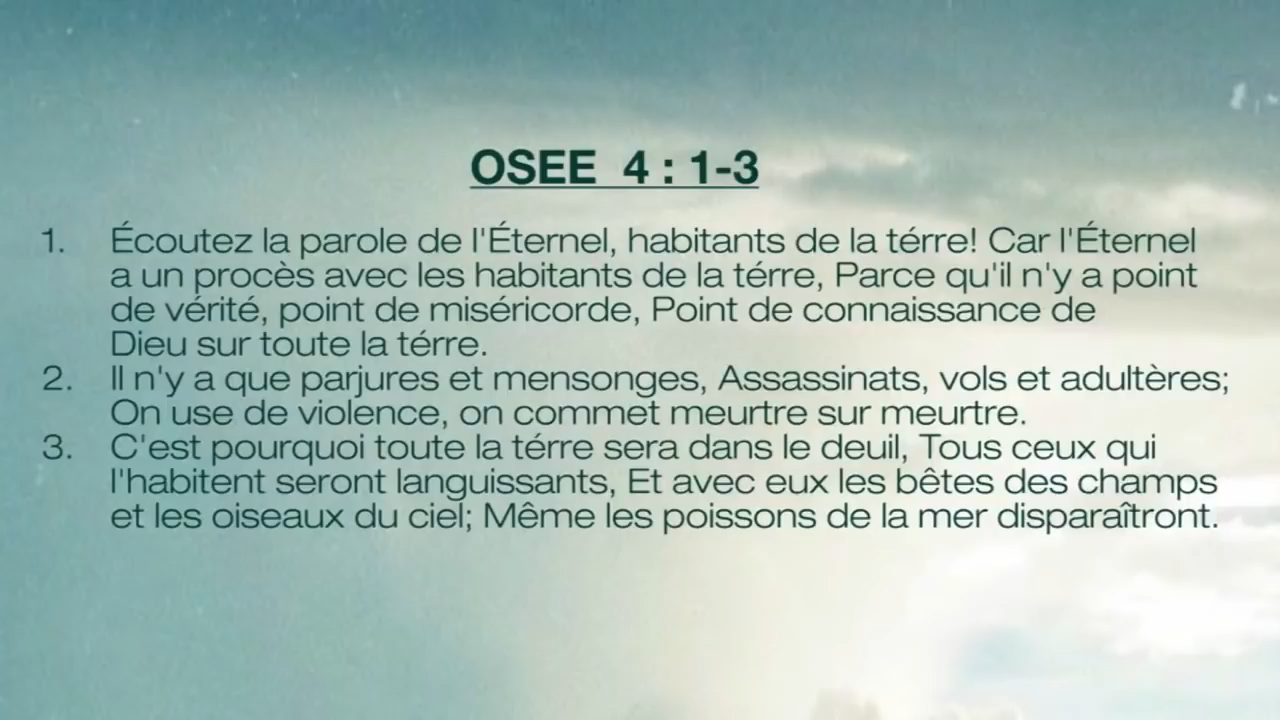 OSEE 4 : 1-3
1. Écoutez la parole de l'Éternel, habitants de la térre! Car l'Éternel
a un procès avec les habitants de la térre, Parce qu'il n'y a point
de vérité, point de miséricorde, Point de connaissance de
Dieu sur toute la térre.
2. Il n'y a que parjures et mensonges, Assassinats, vols et adultères;
On use de violence, on commet meurtre sur meurtre.
3. C'est pourquoi toute la térre sera dans le deuil, Tous ceux qui
l'habitent seront languissants, Et avec eux les bêtes des champs
et les oiseaux du ciel; Même les poissons de la mer disparaîtront.